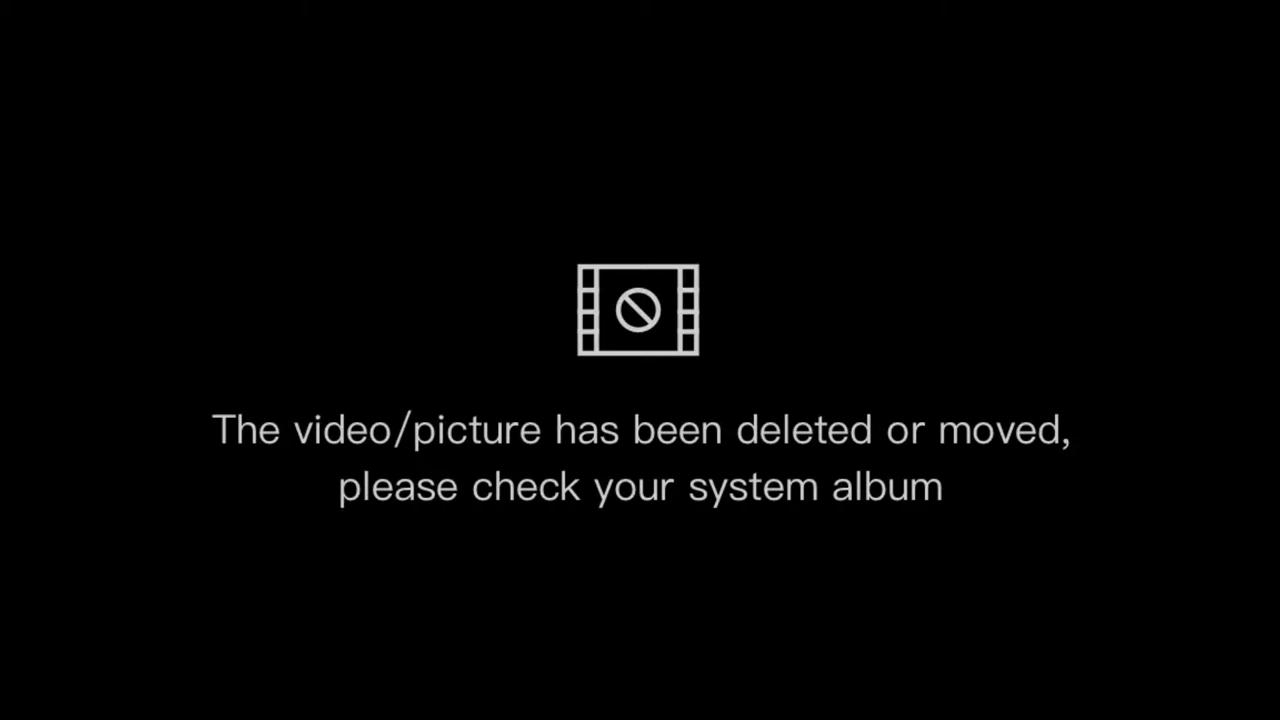 The video/picture has been deleted or moved,
please check your system album